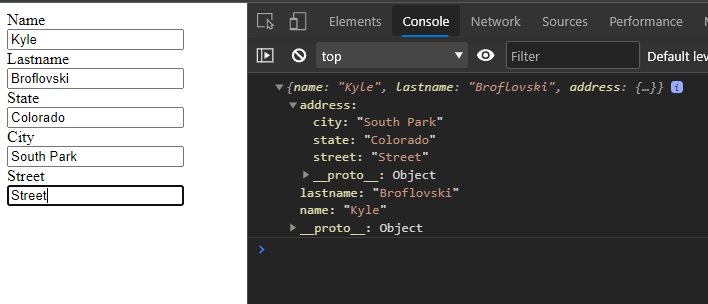 Name
Kyle
Lastname
Broflovski
State
Colorado
City
South Park
Street
Street
Elements Console Network Sources Performance
top Filter Default lev
{name: "Kyle", lastname: "Broflovski", address: {…}} i
address:
city: "South Park"
state: "Colorado"
street: "Street"
__proto__: Object
lastname: "Broflovski"
name: "Kyle"
__proto__: Object